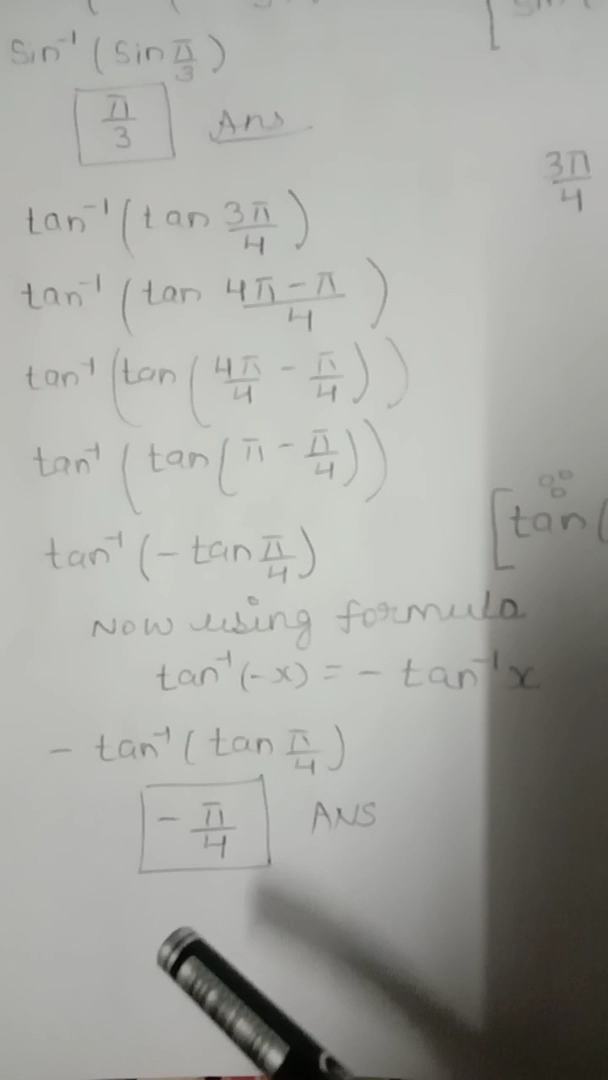 sin⁻¹(sin π/3)
π/3 Ans
3π/4
tan⁻¹(tan 3π/4)
tan⁻¹(tan 4π-π/4)
tan⁻¹(tan(4π/4 - π/4))
tan⁻¹(tan(π - π/4))
tan⁻¹(-tan π/4)
[∵ tan(
Now using formula
tan⁻¹(-x) = - tan⁻¹x
- tan⁻¹(tan π/4)
- π/4 ANS